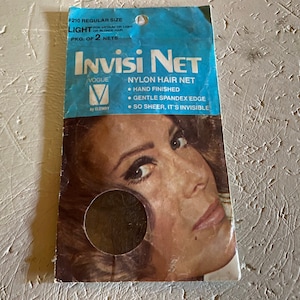 #210 REGULAR SIZE
LIGHT
PKG. OF 2 NETS
INVISI NET
VOGUE
NYLON HAIR NET
• HAND FINISHED
• GENTLE SPANDEX EDGE
• SO SHEER, IT'S INVISIBLE